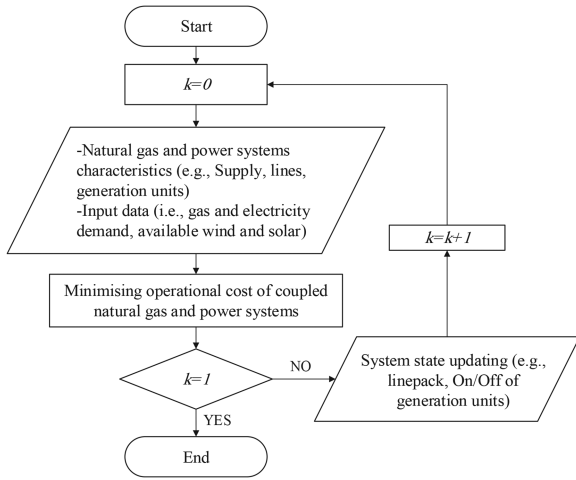 Start
k=0
-Natural gas and power systems
characteristics (e.g., Supply, lines,
generation units)
-Input data (i.e., gas and electricity
demand, available wind and solar)
k=k+1
Minimising operational cost of coupled
natural gas and power systems
k=1
NO
System state updating (e.g.,
linepack, On/Off of
generation units)
YES
End